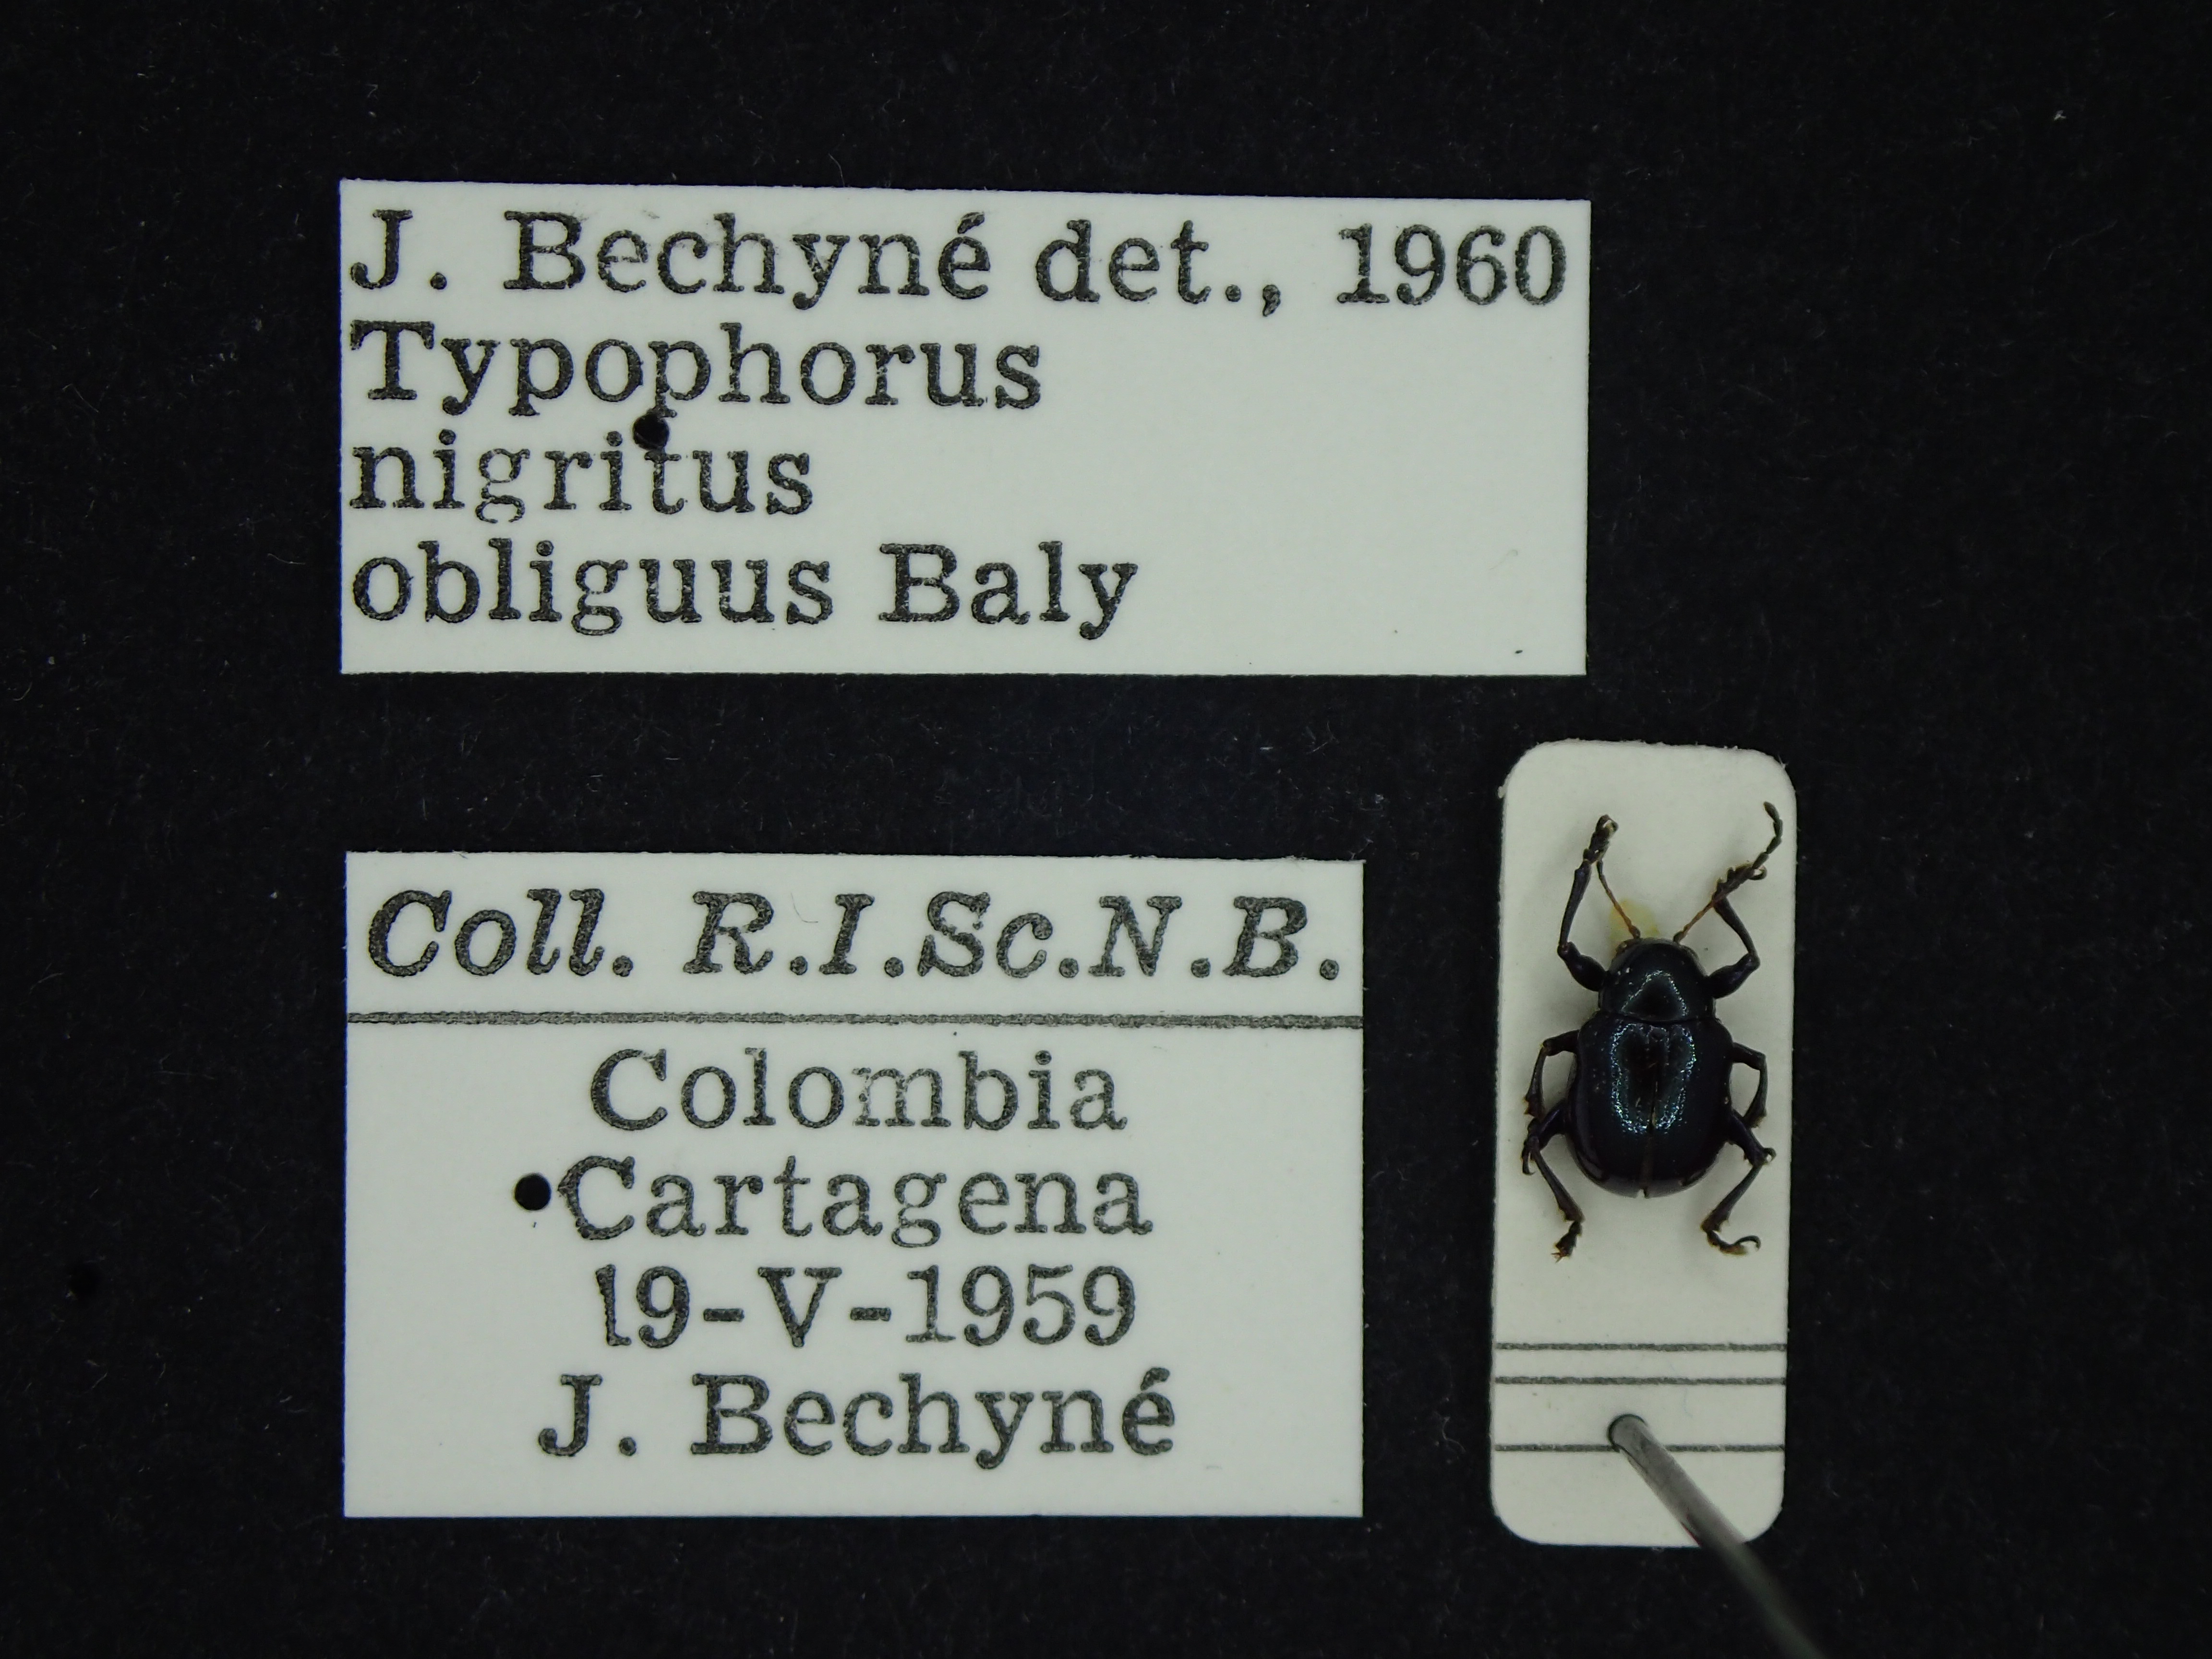 J. Bechyné det., 1960
Typophorus
nigritus
obliguus Baly
Coll. R.I.Sc.N.B.
Colombia
Cartagena
19-V-1959
J. Bechyné